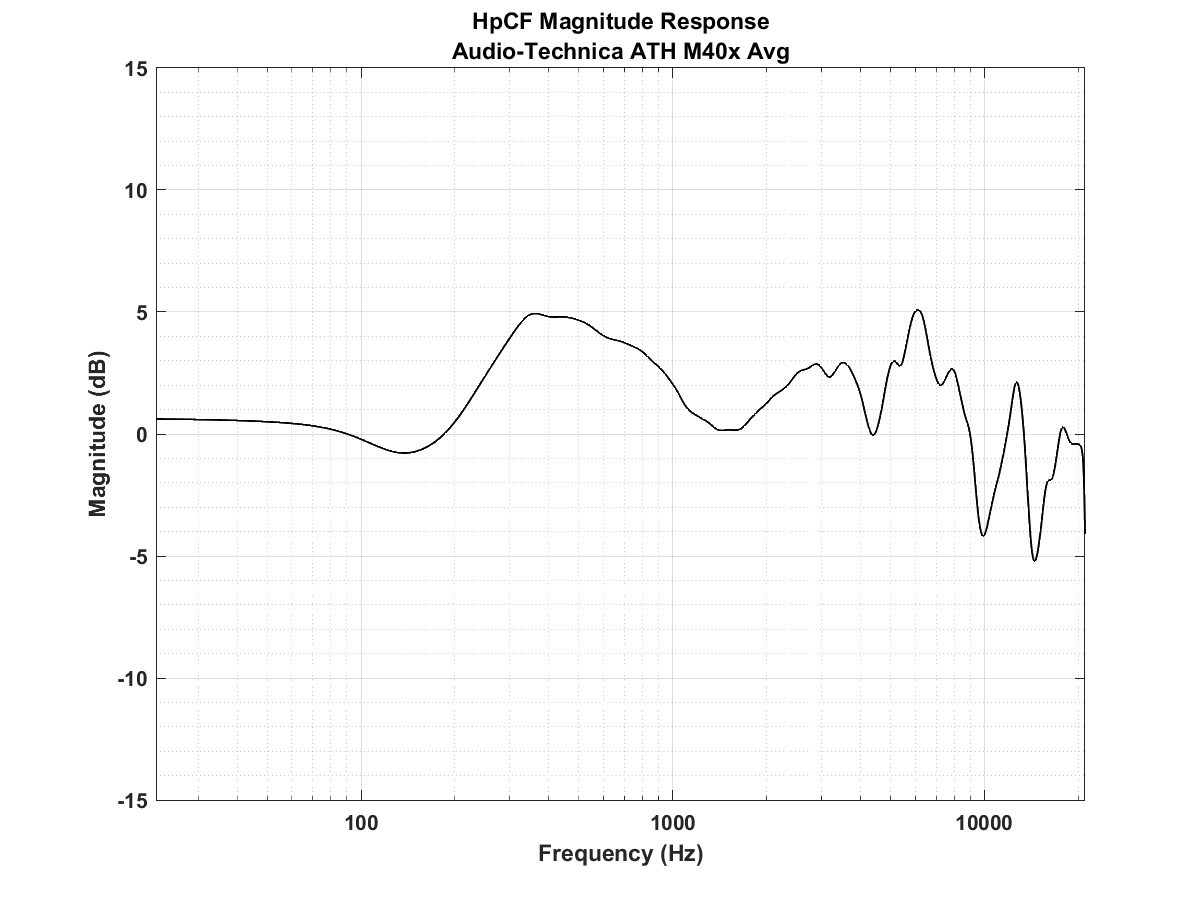 HpCF Magnitude Response
Audio-Technica ATH M40x Avg
15
10
5
0
-5
-10
-15
Magnitude (dB)
100
1000
10000
Frequency (Hz)